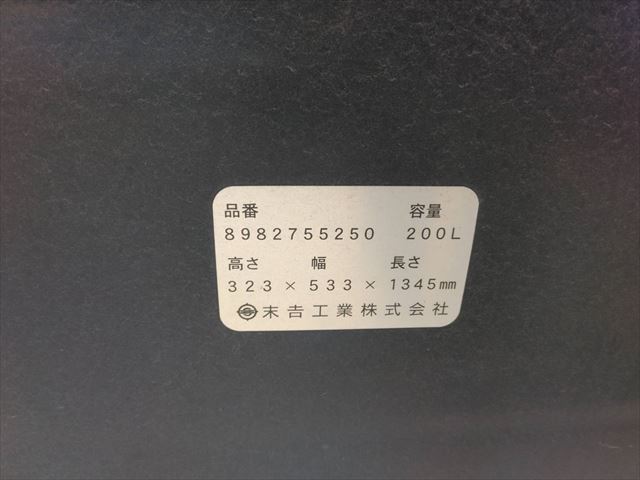 品番 容量
8982755250 200L
高さ 幅 長さ
323 × 533 × 1345mm
末吉工業株式会社